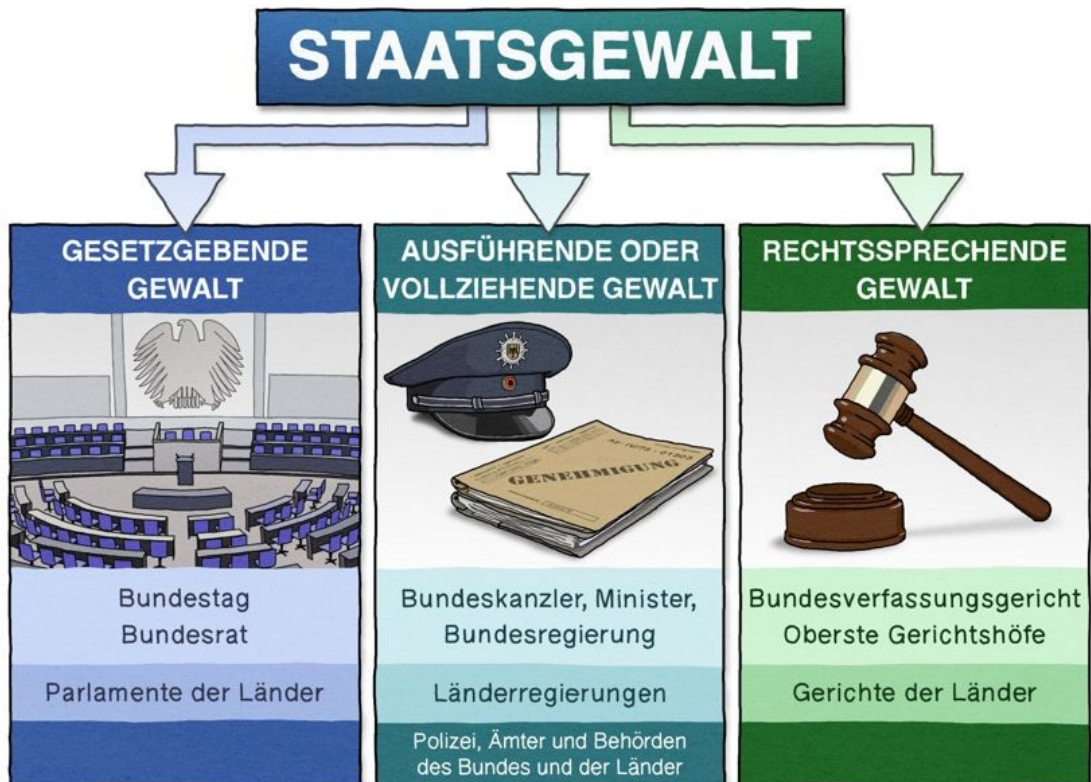 STAATSGEWALT
GESETZGEBENDE
GEWALT
Bundestag
Bundesrat
Parlamente der Länder
AUSFÜHRENDE ODER
VOLLZIEHENDE GEWALT
GENEHMIGUNG
Bundeskanzler, Minister,
Bundesregierung
Länderregierungen
Polizei, Ämter und Behörden
des Bundes und der Länder
RECHTSSPRECHENDE
GEWALT
Bundesverfassungsgericht
Oberste Gerichtshöfe
Gerichte der Länder